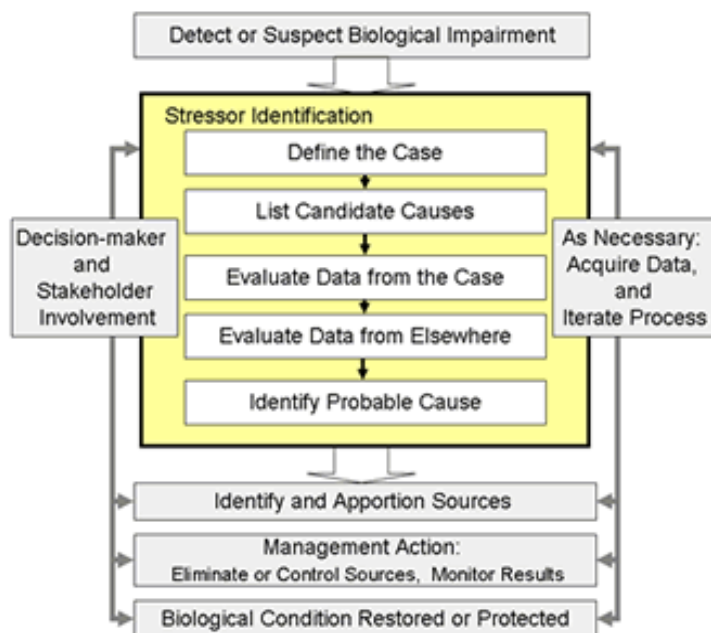 Detect or Suspect Biological Impairment
Stressor Identification
Define the Case
List Candidate Causes
Decision-maker
and
Stakeholder
Involvement
As Necessary:
Acquire Data,
and
Iterate Process
Evaluate Data from the Case
Evaluate Data from Elsewhere
Identify Probable Cause
Identify and Apportion Sources
Management Action:
Eliminate or Control Sources, Monitor Results
Biological Condition Restored or Protected